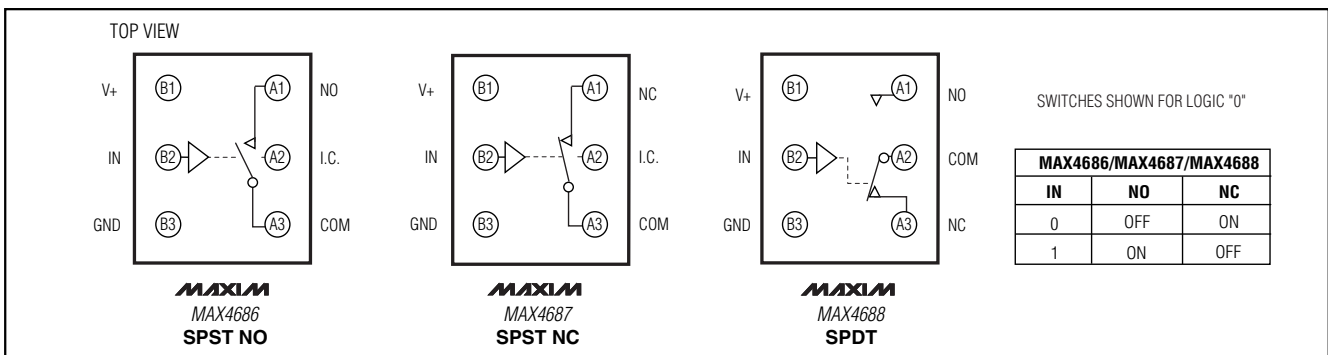 TOP VIEW
V+ B1 A1 NO
IN B2 A2 I.C.
GND B3 A3 COM
MAXIM
MAX4686
SPST NO
V+ B1 A1 NC
IN B2 A2 I.C.
GND B3 A3 COM
MAXIM
MAX4687
SPST NC
V+ B1 A1 NO
IN B2 A2 COM
GND B3 A3 NC
MAXIM
MAX4688
SPDT
SWITCHES SHOWN FOR LOGIC "0"
MAX4686/MAX4687/MAX4688
IN NO NC
0 OFF ON
1 ON OFF